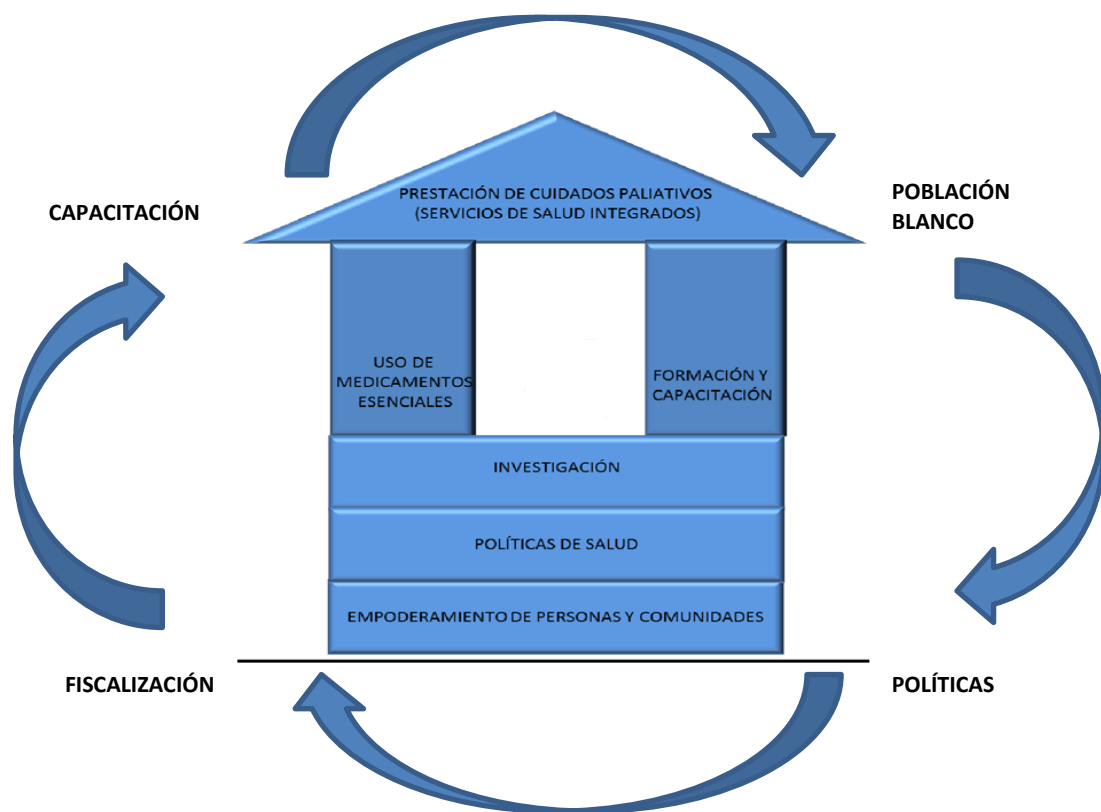 PRESTACIÓN DE CUIDADOS PALIATIVOS
(SERVICIOS DE SALUD INTEGRADOS)
CAPACITACIÓN
POBLACIÓN
BLANCO
USO DE
MEDICAMENTOS
ESENCIALES
FORMACIÓN Y
CAPACITACIÓN
INVESTIGACIÓN
POLÍTICAS DE SALUD
EMPODERAMIENTO DE PERSONAS Y COMUNIDADES
FISCALIZACIÓN
POLÍTICAS